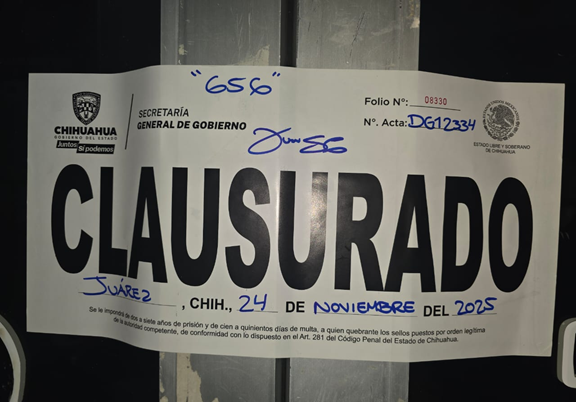 "656"
CHIHUAHUA
GOBIERNO DEL ESTADO
Juntos Sí podemos
SECRETARÍA
GENERAL DE GOBIERNO
Folio Nº: 08330
Nº. Acta: DG12334
ESTADO LIBRE Y SOBERANO
DE CHIHUAHUA
CLAUSURADO
JUÁREZ, CHIH., 24 DE NOVIEMBRE DEL 2025
Se le impondrá de dos a siete años de prisión y de cien a quinientos días de multa, a quien quebrante los sellos puestos por orden legítima
de la autoridad competente, de conformidad con lo dispuesto en el Art. 281 del Código Penal del Estado de Chihuahua.